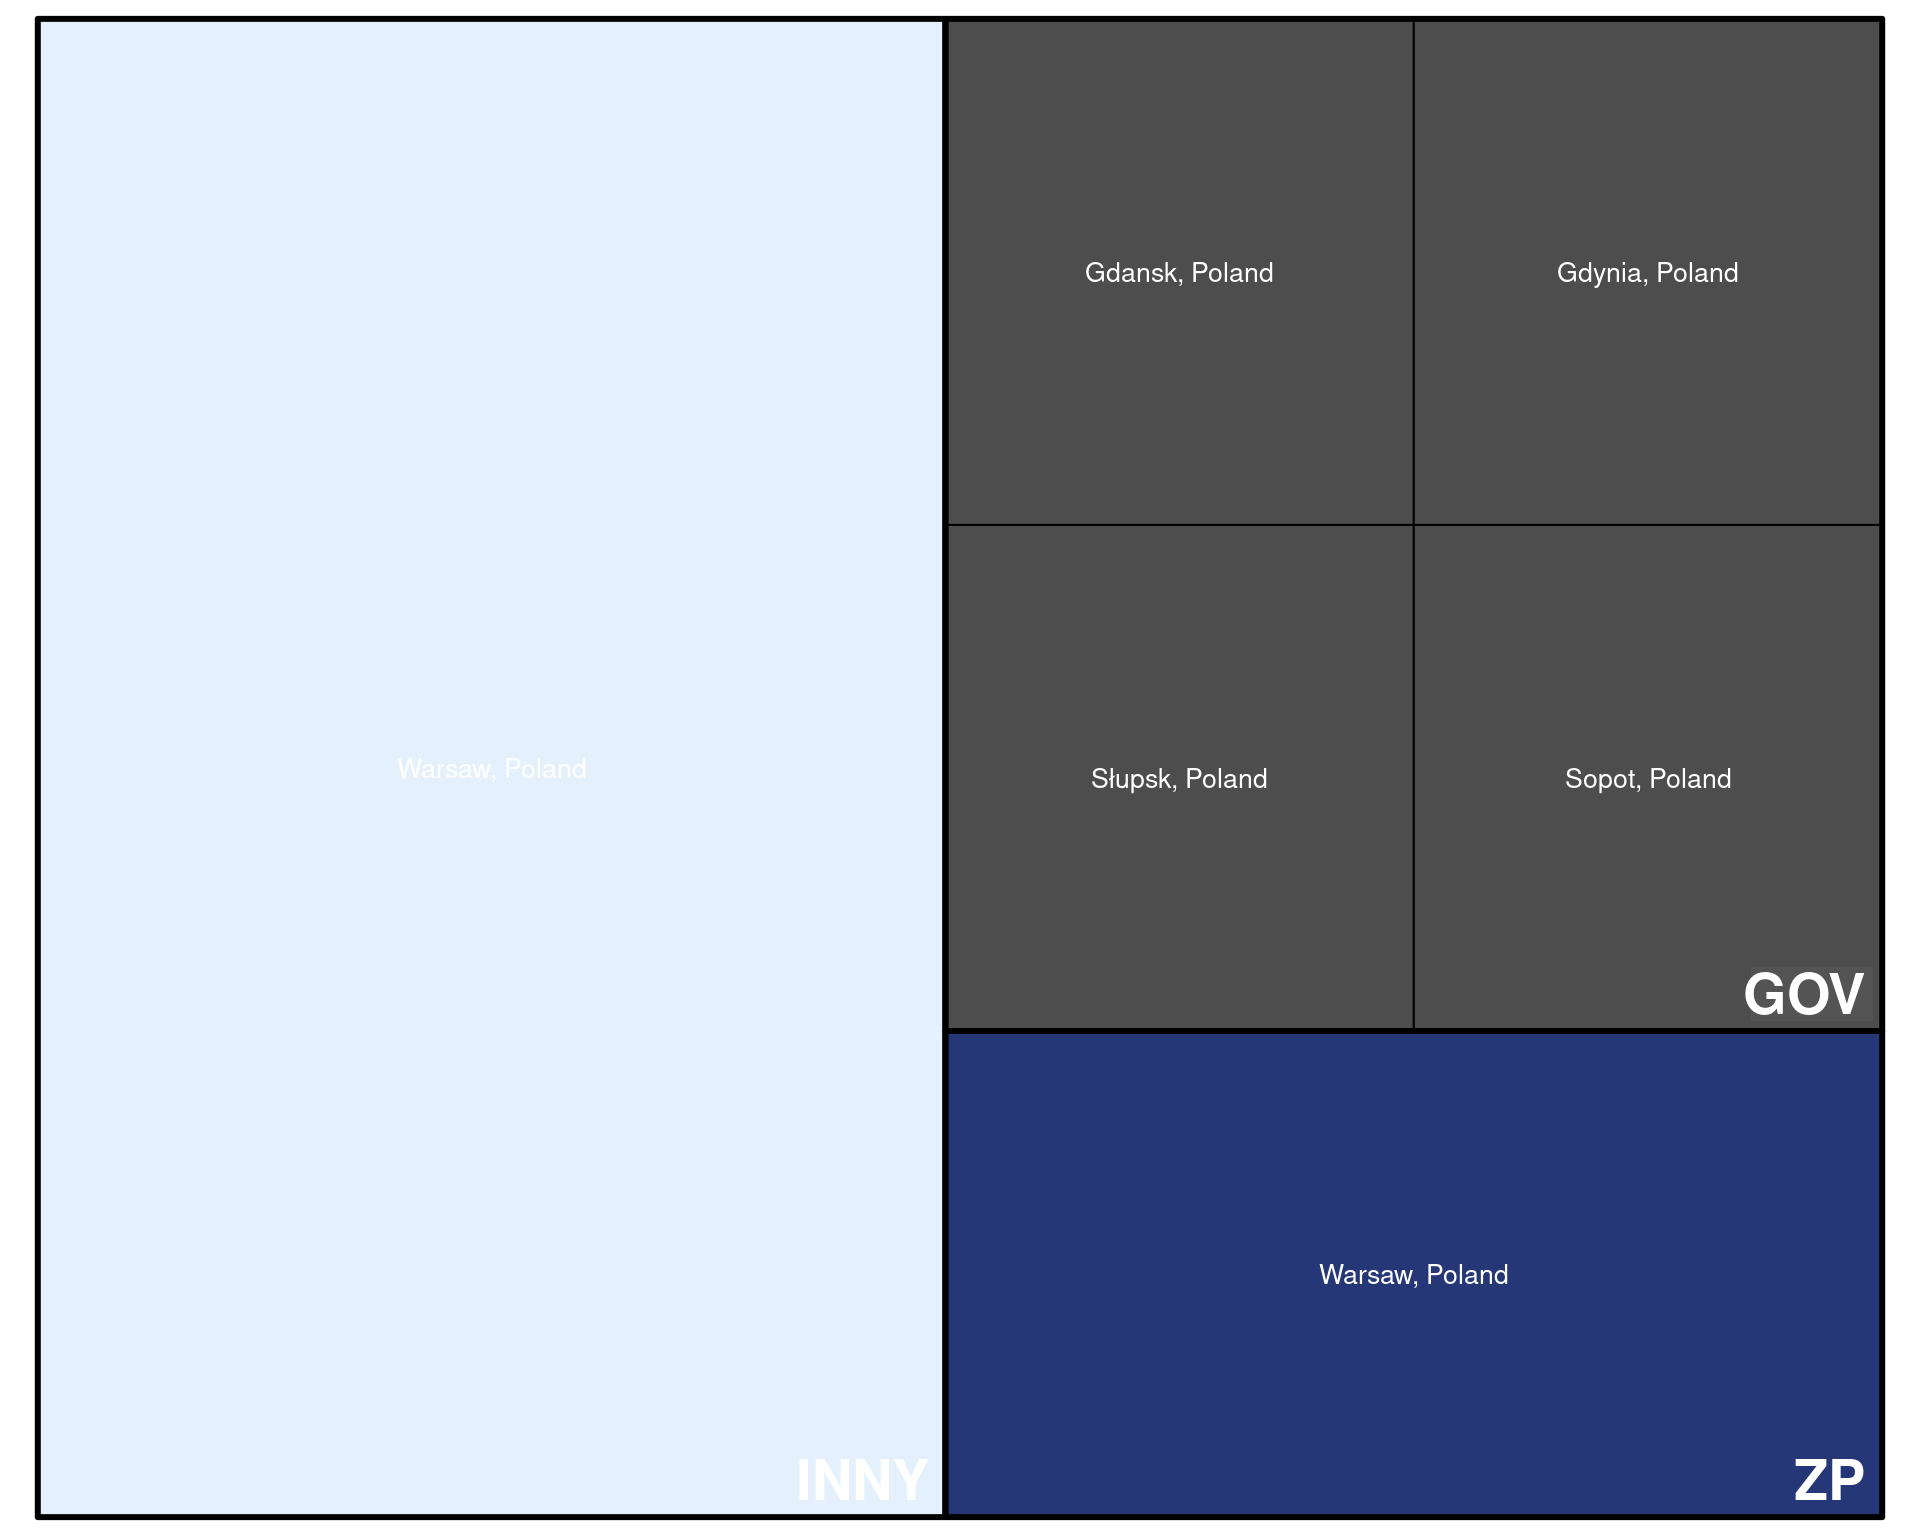 Warsaw, Poland
INNY
Gdansk, Poland
Gdynia, Poland
Słupsk, Poland
Sopot, Poland
GOV
Warsaw, Poland
ZP